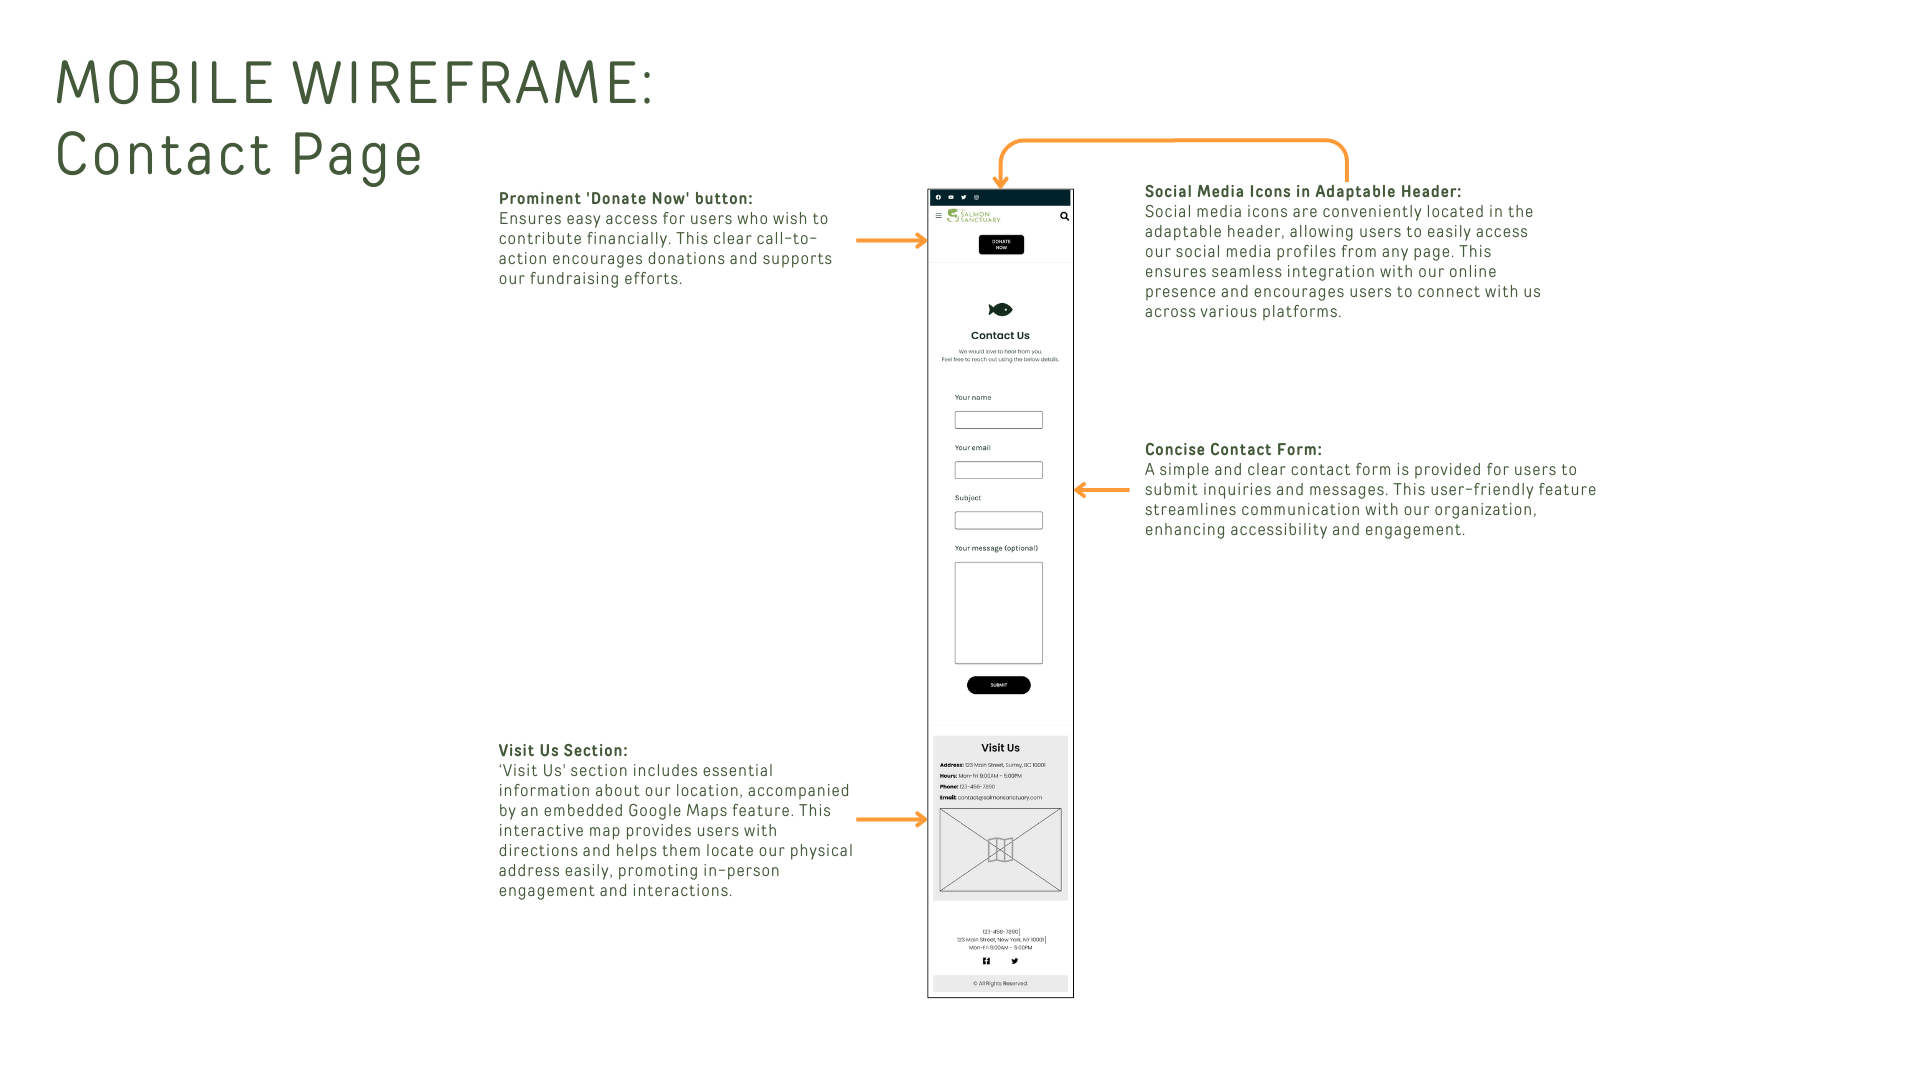 MOBILE WIREFRAME:
Contact Page
Prominent 'Donate Now' button:
Ensures easy access for users who wish to
contribute financially. This clear call-to-
action encourages donations and supports
our fundraising efforts.
Social Media Icons in Adaptable Header:
Social media icons are conveniently located in the
adaptable header, allowing users to easily access
our social media profiles from any page. This
ensures seamless integration with our online
presence and encourages users to connect with us
across various platforms.
SALMON
SANCTUARY
DONATE
NOW
Contact Us
We would love to hear from you.
Feel free to reach out using the below details.
Your name
Your email
Subject
Your message (optional)
SUBMIT
Concise Contact Form:
A simple and clear contact form is provided for users to
submit inquiries and messages. This user-friendly feature
streamlines communication with our organization,
enhancing accessibility and engagement.
Visit Us Section:
‘Visit Us' section includes essential
information about our location, accompanied
by an embedded Google Maps feature. This
interactive map provides users with
directions and helps them locate our physical
address easily, promoting in-person
engagement and interactions.
Visit Us
Address: 123 Main Street, Surrey, BC 10001
Hours: Mon-Fri 9:00AM - 5:00PM
Phone: 123-456-7890
Email: contact@salmonsanctuary.com
123-456-7890|
123 Main Street, New York, NY 10001|
Mon-Fri 9:00AM - 5:00PM
© All Rights Reserved.